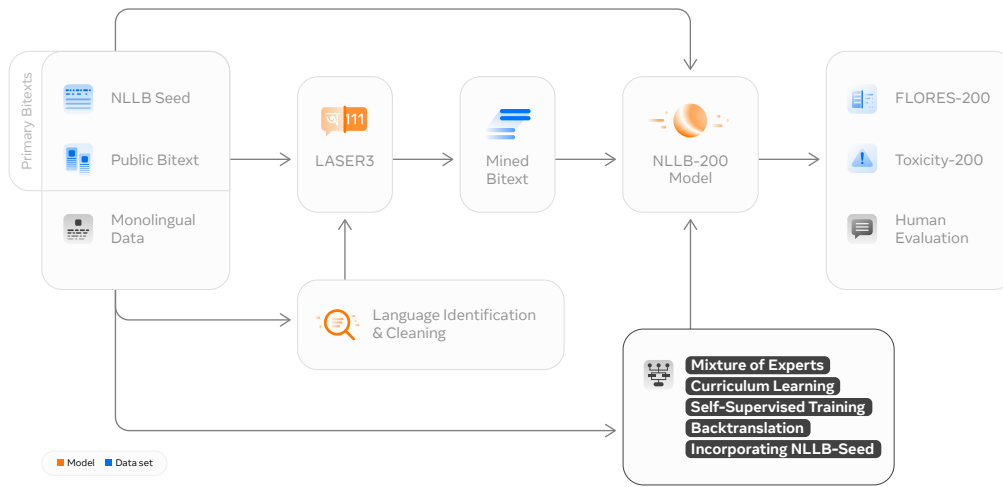 Primary Bitexts
NLLB Seed
Public Bitext
Monolingual
Data
অ 111
LASER3
Mined
Bitext
NLLB-200
Model
FLORES-200
Toxicity-200
Human
Evaluation
Language Identification
& Cleaning
Mixture of Experts
Curriculum Learning
Self-Supervised Training
Backtranslation
Incorporating NLLB-Seed
Model Data set